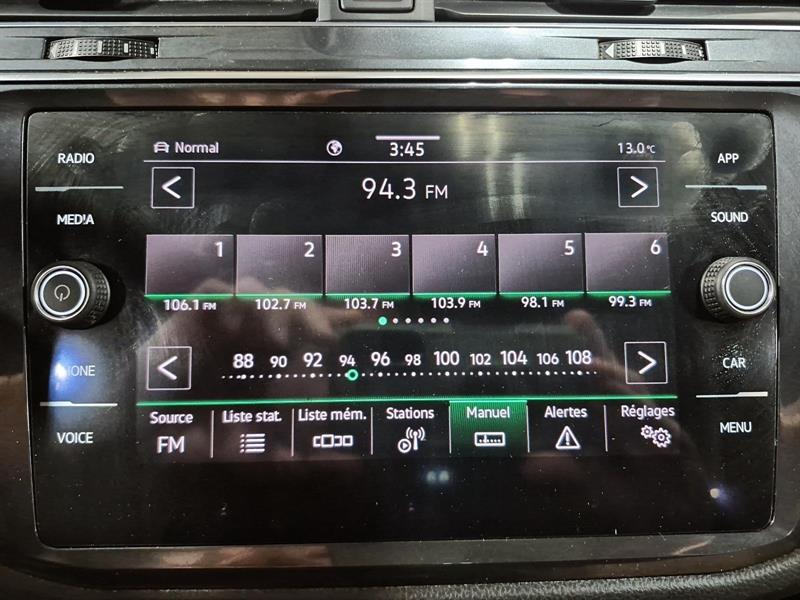 RADIO
MEDIA
PHONE
VOICE
Normal 3:45 13.0°C
94.3 FM
1 2 3 4 5 6
106.1 FM 102.7 FM 103.7 FM 103.9 FM 98.1 FM 99.3 FM
88 90 92 94 96 98 100 102 104 106 108
Source Liste stat. Liste mém. Stations Manuel Alertes Réglages
FM
APP
SOUND
CAR
MENU